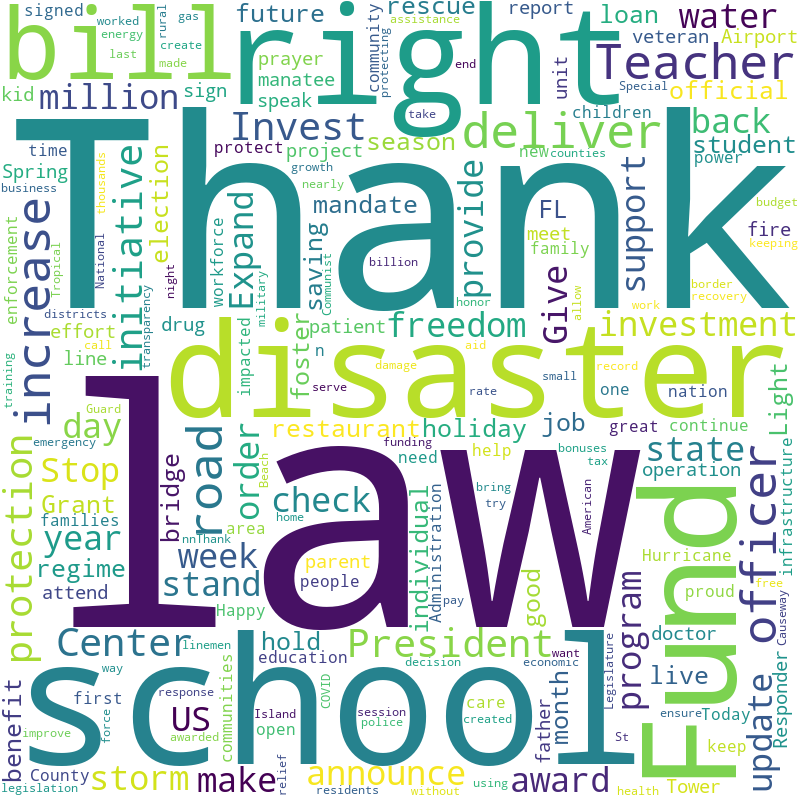 signed
worked
gas
rural
energy
create
last
made
bill
kid
million
sign
right
future
prayer
manatee
speak
community
protecting
rescue
report
loan
water
veteran
Airport
Teacher
unit
Special
official
take
end
assistance
children
Invest
deliver
back
student
time
Spring
business
thousands
National
initiative
election
protect
project
growth
season
new
counties
power
Thank
mandate
nearly
billion
provide
FL
meet
family
support
fire
budget
keeping
border
recovery
increase
enforcement
Tropical
districts
transparency
night
workforce
Expand
military
saving
Communist
honor
Give
allow
work
effort
call
line
drug
impacted
foster
patient
n
serve
freedom
investment
disaster
damage
aid
rate
record
small
one
nation
training
Guard
day
emergency
Stop
Grant
families
year
regime
attend
protection
road
order
restaurant
holiday
need
funding
help
job
great
continue
Light
infrastructure
state
operation
bonuses
tax
bridge
week
stand
area
Beach
home
nnThank
check
parent
people
individual
Administration
bring
try
American
law
Happy
pay
good
Fund
officer
Hurricane
proud
free
Causeway
Center
hold
education
President
decision
economic
want
program
doctor
live
Legislature
Responder
update
linemen
way
school
benefit
first
response
US
communities
Island
open
COVID
session
police
care
created
father
month
St
ensure
Today
keep
improve
force
awarded
County
legislation
storm
make
relief
residents
announce
without
using
award
health
Tower